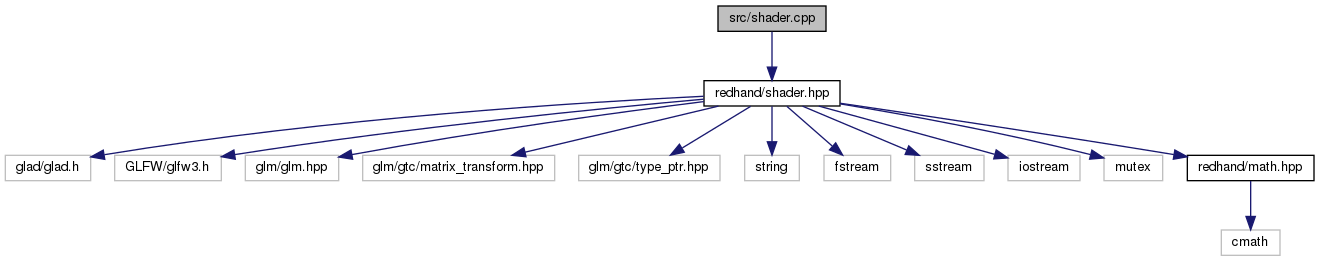 src/shader.cpp
redhand/shader.hpp
glad/glad.h
GLFW/glfw3.h
glm/glm.hpp
glm/gtc/matrix_transform.hpp
glm/gtc/type_ptr.hpp
string
fstream
sstream
iostream
mutex
redhand/math.hpp
cmath